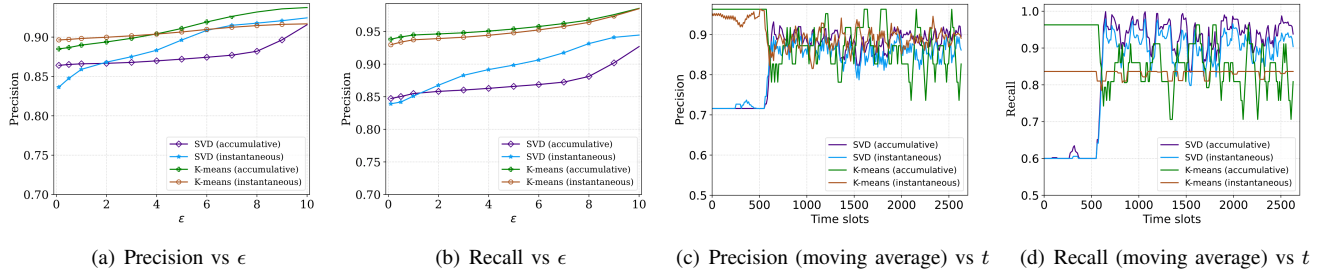 Precision
0.90
0.85
0.80
0.75
0.70
0
2
4
6
8
10
ε
SVD (accumulative)
SVD (instantaneous)
K-means (accumulative)
K-means (instantaneous)
(a) Precision vs ϵ
Precision
0.95
0.90
0.85
0.80
0.75
0.70
0
2
4
6
8
10
ε
SVD (accumulative)
SVD (instantaneous)
K-means (accumulative)
K-means (instantaneous)
(b) Recall vs ϵ
Precision
0.9
0.8
0.7
0.6
0.5
0
500
1000
1500
2000
2500
Time slots
SVD (accumulative)
SVD (instantaneous)
K-means (accumulative)
K-means (instantaneous)
(c) Precision (moving average) vs t
Recall
1.0
0.9
0.8
0.7
0.6
0.5
0
500
1000
1500
2000
2500
Time slots
SVD (accumulative)
SVD (instantaneous)
K-means (accumulative)
K-means (instantaneous)
(d) Recall (moving average) vs t